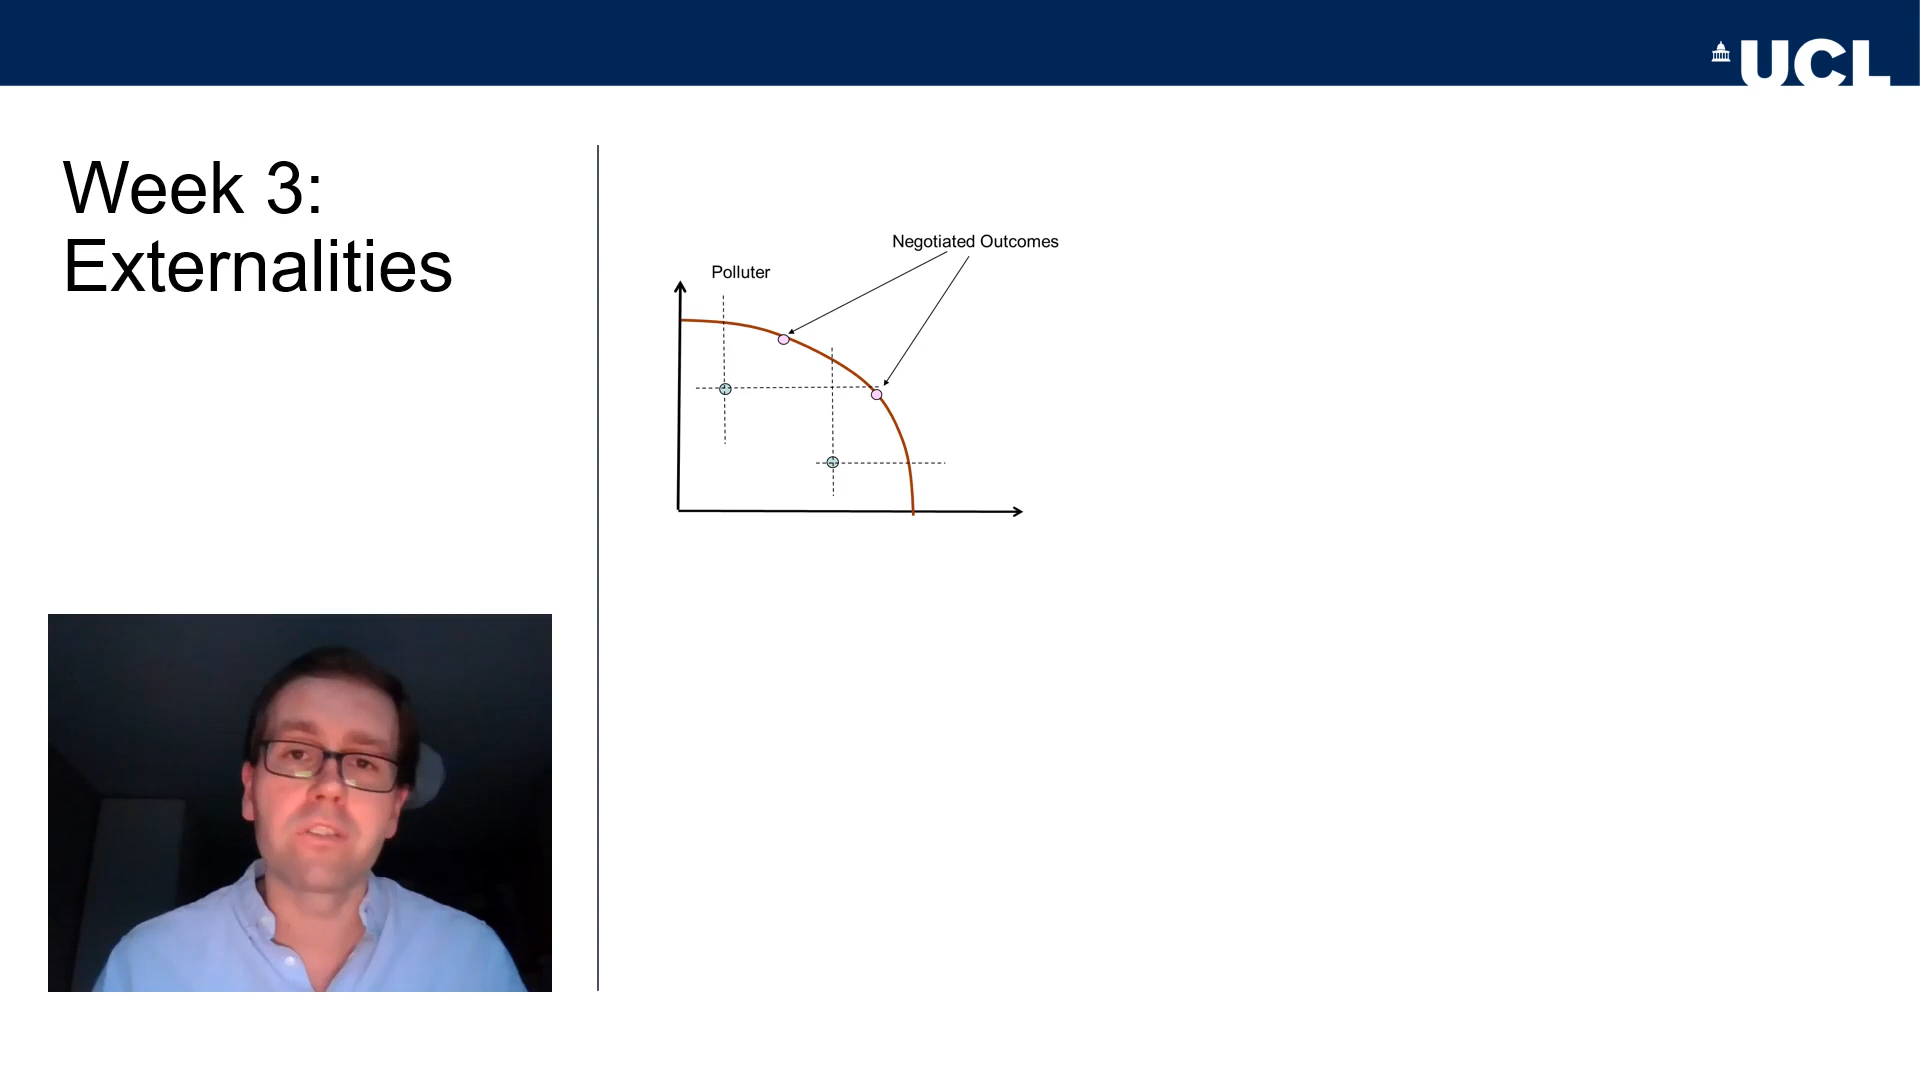 UCL
Week 3:
Externalities
Negotiated Outcomes
Polluter